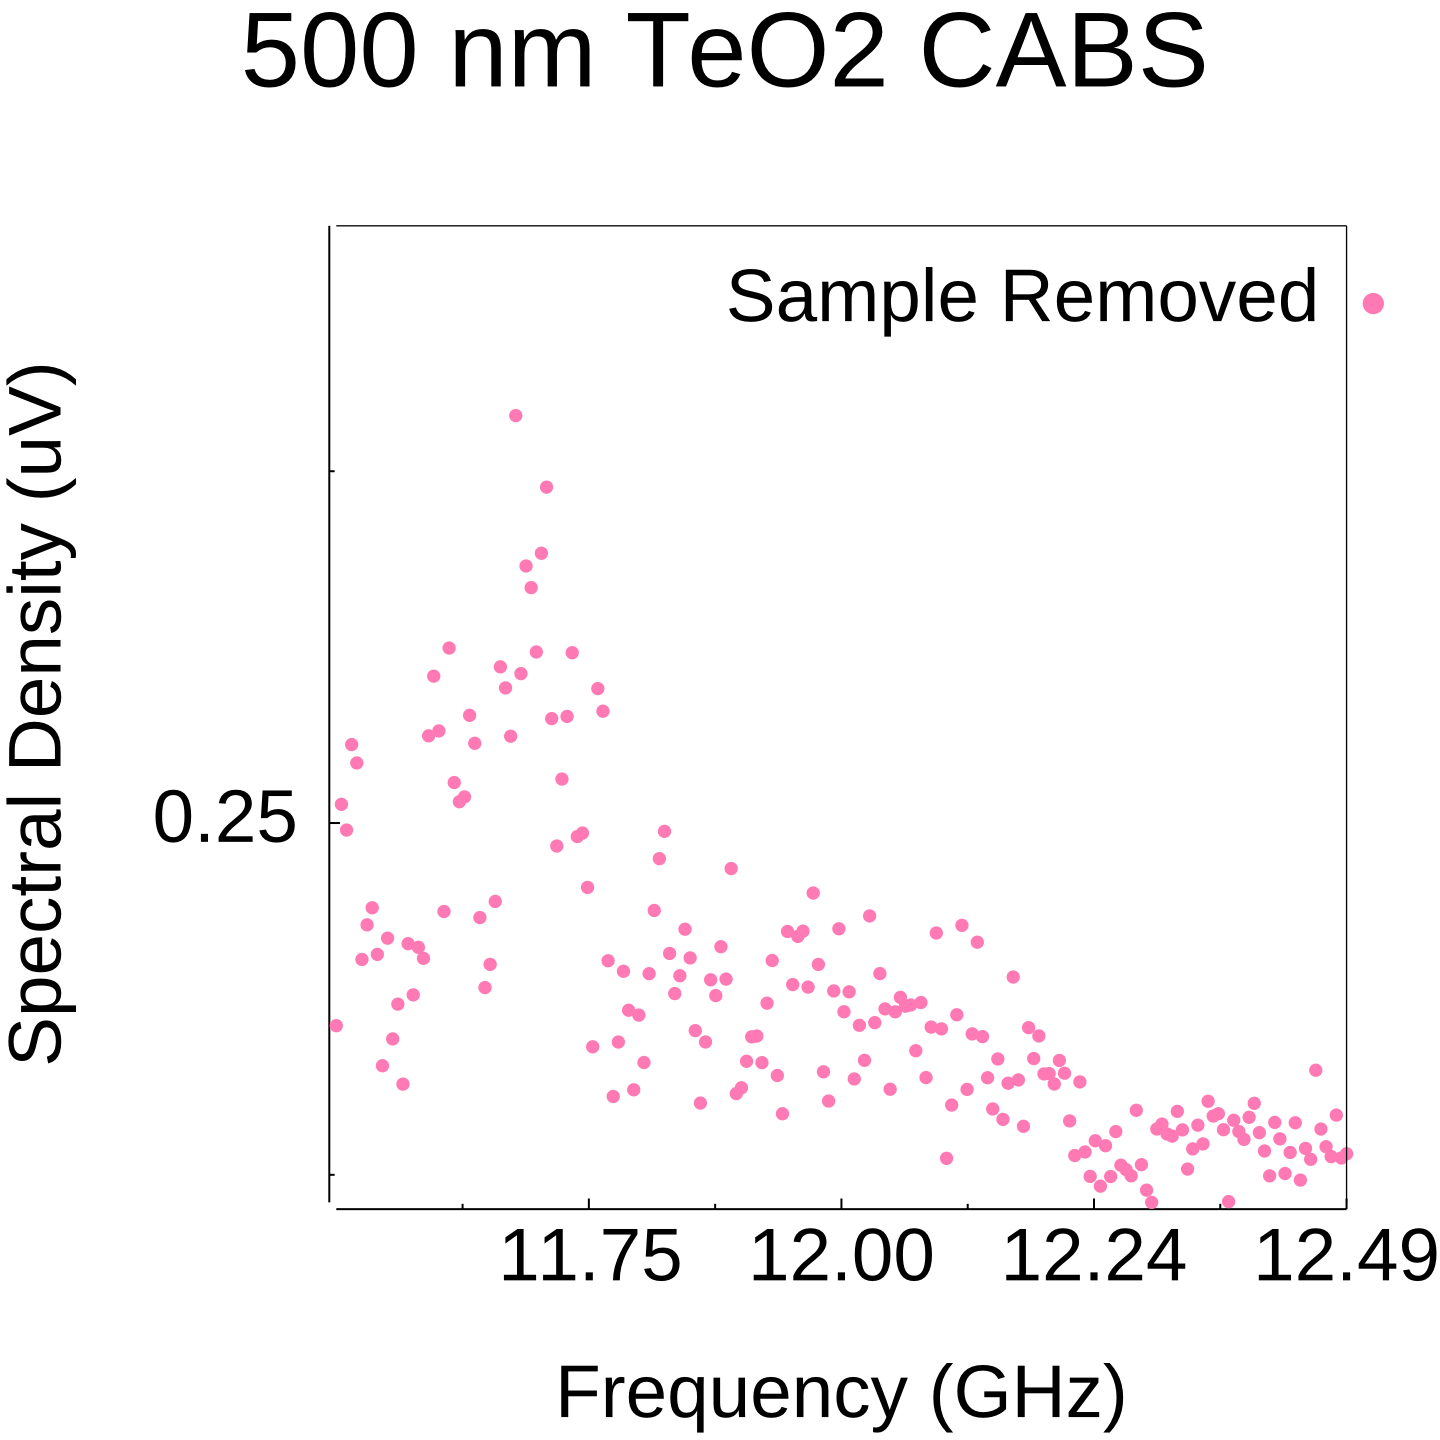 500 nm TeO2 CABS
Sample Removed
Spectral Density (uV)
0.25
11.75 12.00 12.24 12.49
Frequency (GHz)